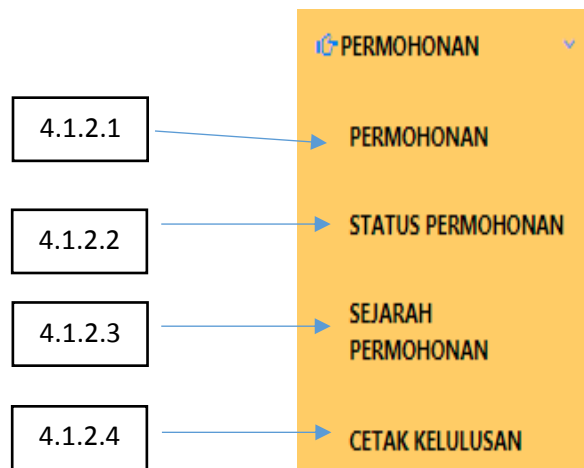 PERMOHONAN
4.1.2.1
PERMOHONAN
4.1.2.2
STATUS PERMOHONAN
4.1.2.3
SEJARAH
PERMOHONAN
4.1.2.4
CETAK KELULUSAN